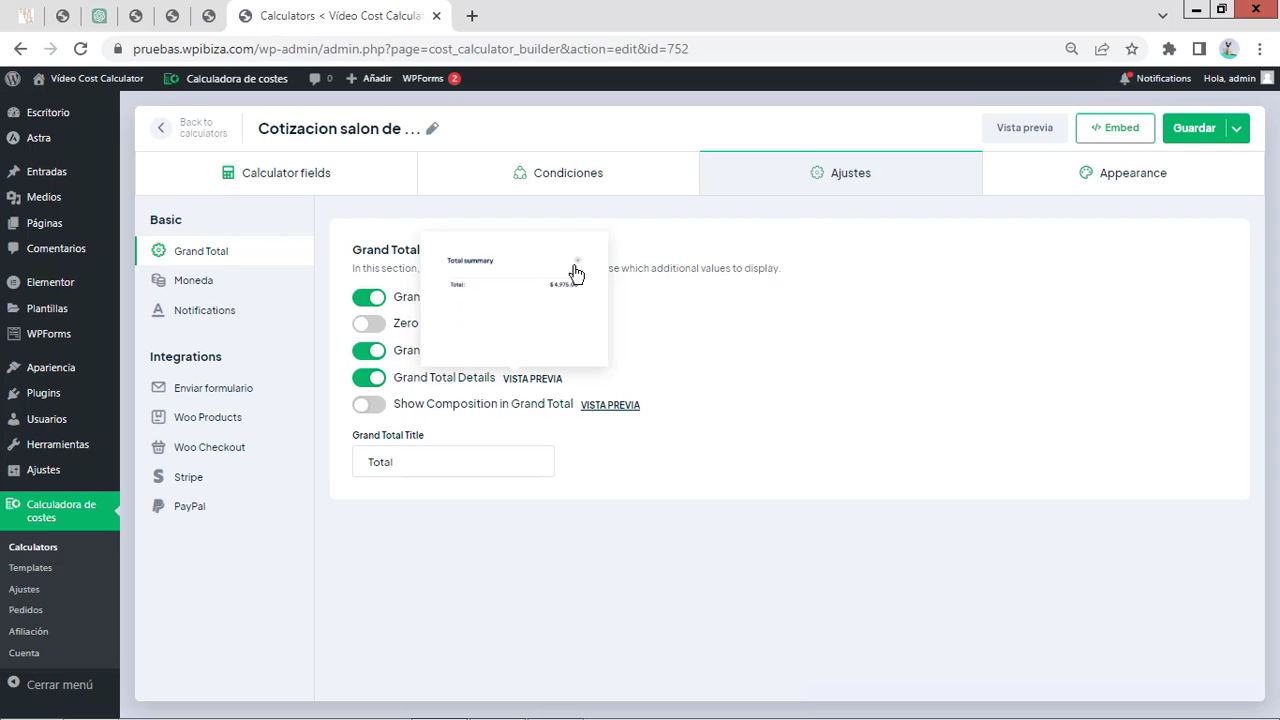 Calculators < Vídeo Cost Calcula
pruebas.wpibiza.com/wp-admin/admin.php?page=cost_calculator_builder&action=edit&id=752
Vídeo Cost Calculator
Calculadora de costes
0
Añadir
WPForms 2
Notifications
Hola, admin
Escritorio
Astra
Entradas
Medios
Páginas
Comentarios
Elementor
Plantillas
WPForms
Apariencia
Plugins
Usuarios
Herramientas
Ajustes
Calculadora de
costes
Calculators
Templates
Ajustes
Pedidos
Afiliación
Cuenta
Cerrar menú
Back to
calculators
Cotizacion salon de ...
Vista previa
Embed
Guardar
Calculator fields
Condiciones
Ajustes
Appearance
Basic
Grand Total
Moneda
Notifications
Integrations
Enviar formulario
Woo Products
Woo Checkout
Stripe
PayPal
Grand Total
In this section, se which additional values to display.
Total summary
Total:
Gran
Zero
Gran
Grand Total Details VISTA PREVIA
Show Composition in Grand Total VISTA PREVIA
Grand Total Title
Total